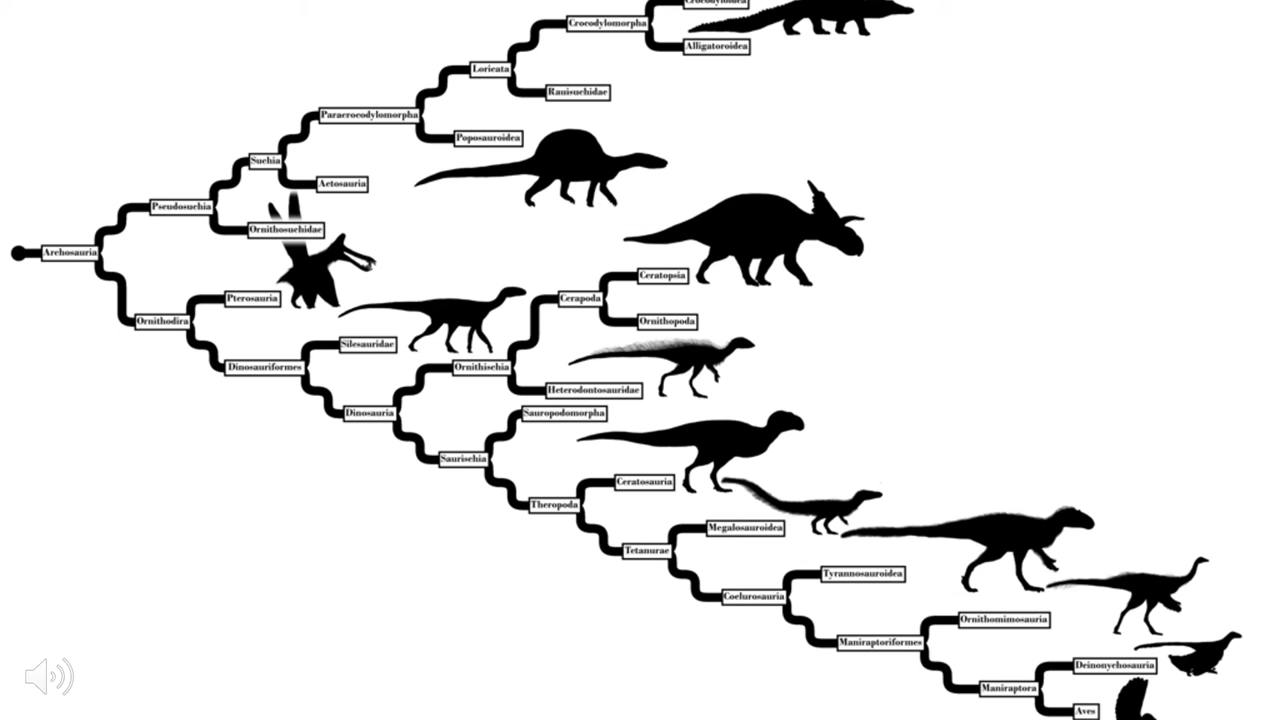 Crocodyloidea
Crocodylomorpha
Alligatoroidea
Loricata
Rauisuchidae
Paracrocodylomorpha
Poposauroidea
Suchia
Aetosauria
Pseudosuchia
Ornithosuchidae
Archosauria
Ceratopsia
Pterosauria
Cerapoda
Ornithodira
Ornithopoda
Silesauridae
Dinosauriformes
Ornithischia
Heterodontosauridae
Dinosauria
Sauropodomorpha
Saurischia
Ceratosauria
Theropoda
Megalosauroidea
Tetanurae
Tyrannosauroidea
Coelurosauria
Ornithomimosauria
Maniraptoriformes
Deinonychosauria
Maniraptora
Aves